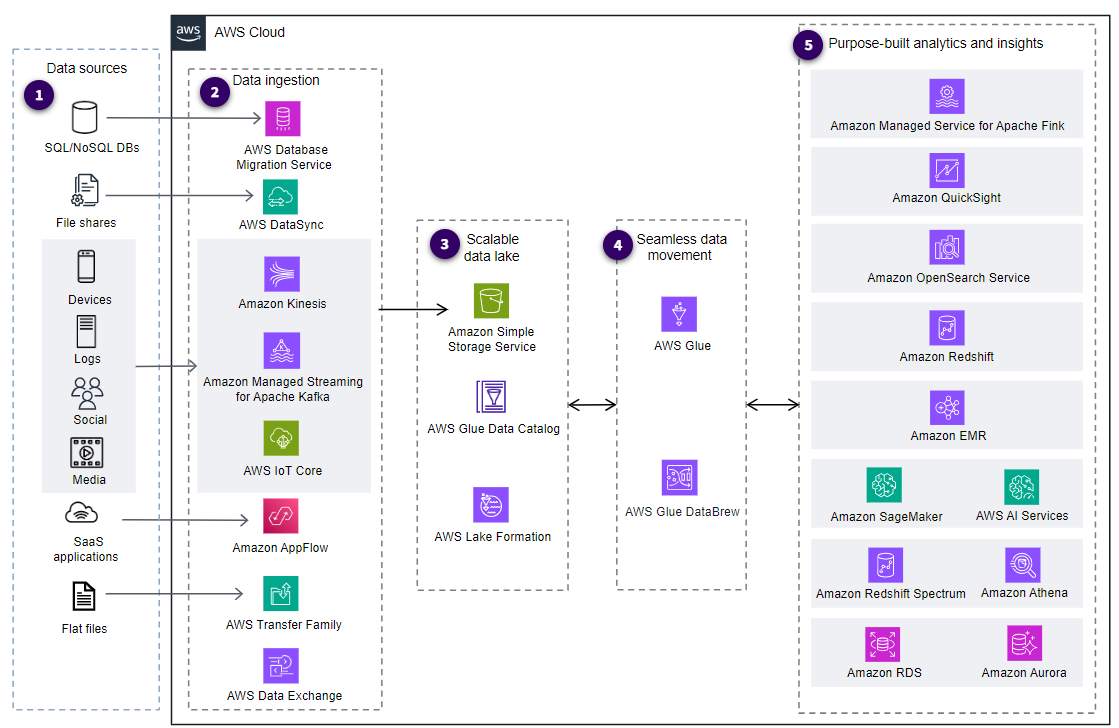 aws
AWS Cloud
Data sources
1
SQL/NoSQL DBs
File shares
Devices
Logs
Social
Media
SaaS
applications
Flat files
2
Data ingestion
AWS Database
Migration Service
AWS DataSync
Amazon Kinesis
Amazon Managed Streaming
for Apache Kafka
AWS IoT Core
Amazon AppFlow
AWS Transfer Family
AWS Data Exchange
3
Scalable
data lake
Amazon Simple
Storage Service
AWS Glue Data Catalog
AWS Lake Formation
4
Seamless data
movement
AWS Glue
AWS Glue DataBrew
5
Purpose-built analytics and insights
Amazon Managed Service for Apache Fink
Amazon QuickSight
Amazon OpenSearch Service
Amazon Redshift
Amazon EMR
Amazon SageMaker
AWS AI Services
Amazon Redshift Spectrum
Amazon Athena
Amazon RDS
Amazon Aurora